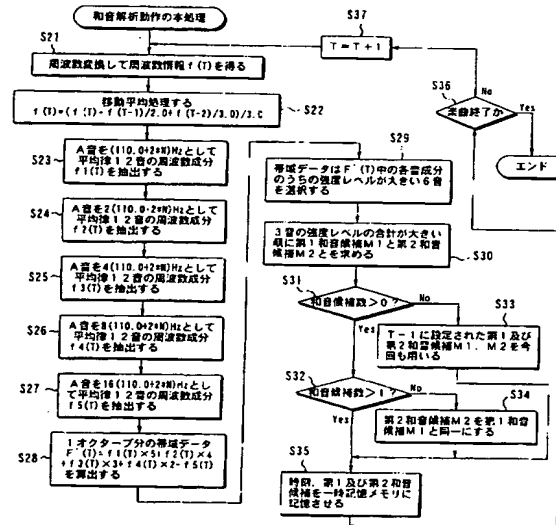 和音解析動作の本処理
S21
周波数変換して周波数情報f(T)を得る
移動平均処理する
f(T)=(f(T)-f(T-1)/2.0+f(T-2)/3.0)/3.C
S22
S23
A音を(110.0+2*N)Hzとして
平均律12音の周波数成分
f1(T)を抽出する
S24
A音を2(110.0-2*N)Hzとして
平均律12音の周波数成分
f2(T)を抽出する
S25
A音を4(110.0+2*N)Hzとして
平均律12音の周波数成分
f3(T)を抽出する
S26
A音を8(110.0+2*N)Hzとして
平均律12音の周波数成分
f4(T)を抽出する
S27
A音を16(110.0+2*N)Hzとし
て平均律12音の周波数成分
f5(T)を抽出する
S28
1オクターブ分の帯域データ
F'(T)=f1(T)×5+f2(T)×4
+f3(T)×3+f4(T)×2-f5(T)
を算出する
S37
T=T+1
S36
楽曲終了か
No
Yes
エンド
S29
帯域データはF'(T)中の各音成分
のうちの強度レベルが大きい6音
を選択する
S30
3音の強度レベルの合計が大きい
順に第1和音候補M1と第2和音
候補M2とを求める
S31
和音候補数>0?
No
Yes
S33
T-1に設定された第1及び
第2和音候補M1、M2を今
回も用いる
S32
和音候補数>1?
No
Yes
S34
第2和音候補M2を第1和音
候補M1と同一にする
S35
時刻、第1及び第2和音
候補を一時記憶メモリに
記憶させる